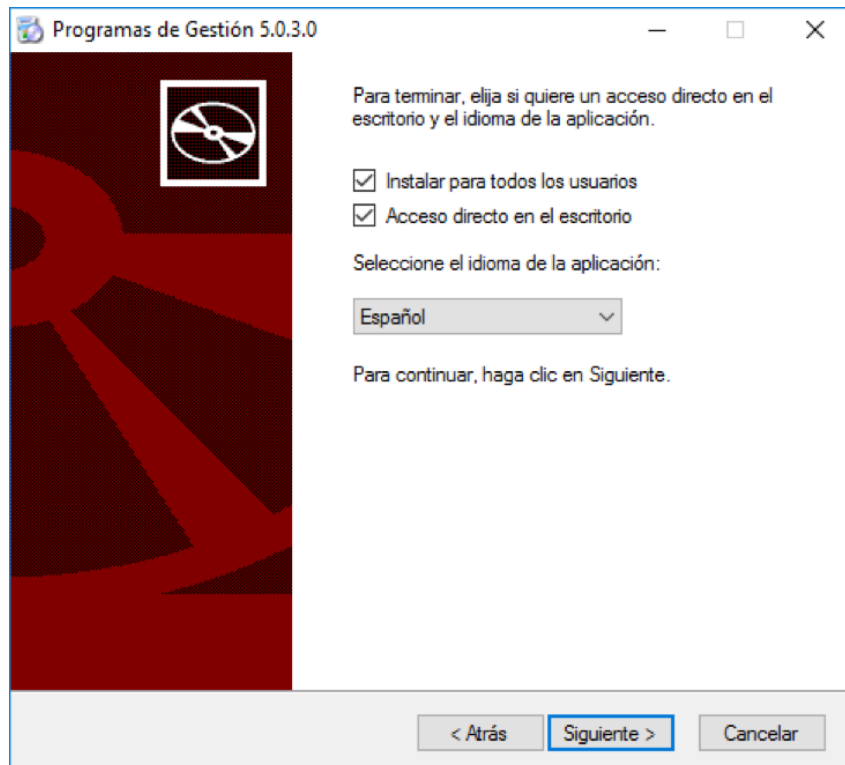 Programas de Gestión 5.0.3.0
Para terminar, elija si quiere un acceso directo en el
escritorio y el idioma de la aplicación.
Instalar para todos los usuarios
Acceso directo en el escritorio
Seleccione el idioma de la aplicación:
Español
Para continuar, haga clic en Siguiente.
< Atrás
Siguiente >
Cancelar